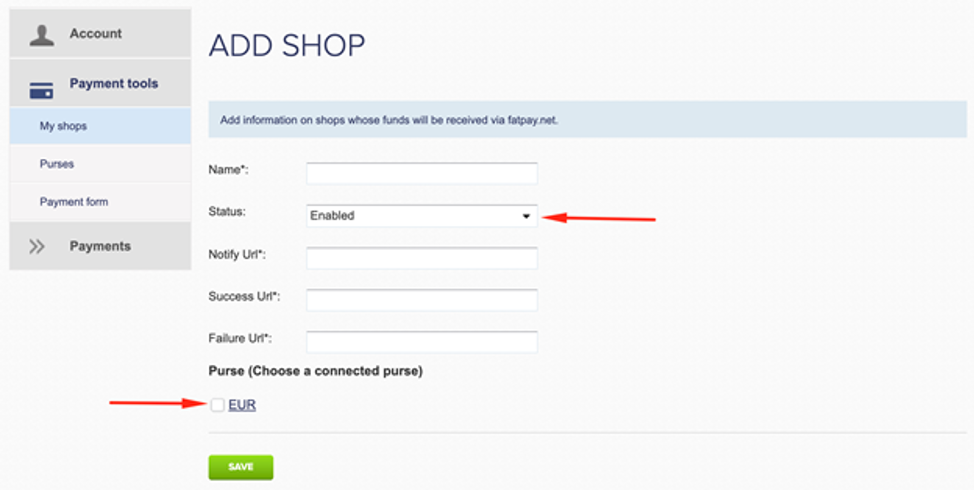 Account
Payment tools
My shops
Purses
Payment form
Payments
ADD SHOP
Add information on shops whose funds will be received via fatpay.net.
Name*:
Status: Enabled
Notify Url*:
Success Url*:
Failure Url*:
Purse (Choose a connected purse)
EUR
SAVE